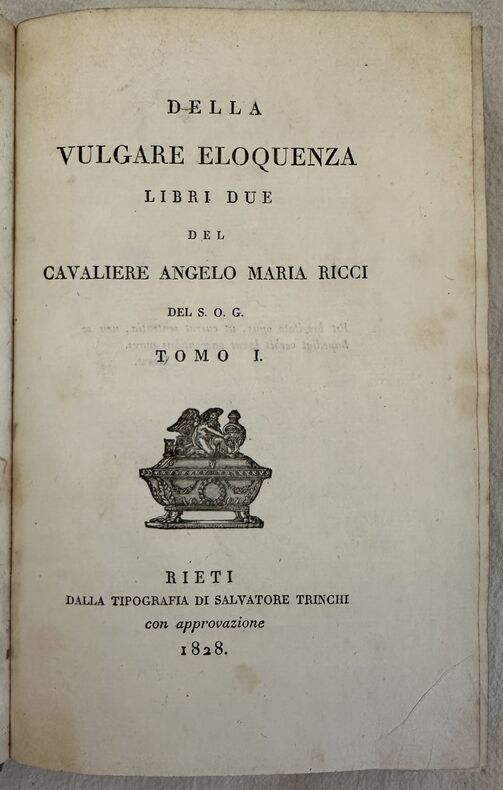 DELLA
VULGARE ELOQUENZA
LIBRI DUE
DEL
CAVALIERE ANGELO MARIA RICCI
DEL S. O. G.
TOMO I.
RIETI
DALLA TIPOGRAFIA DI SALVATORE TRINCHI
con approvazione
1828.